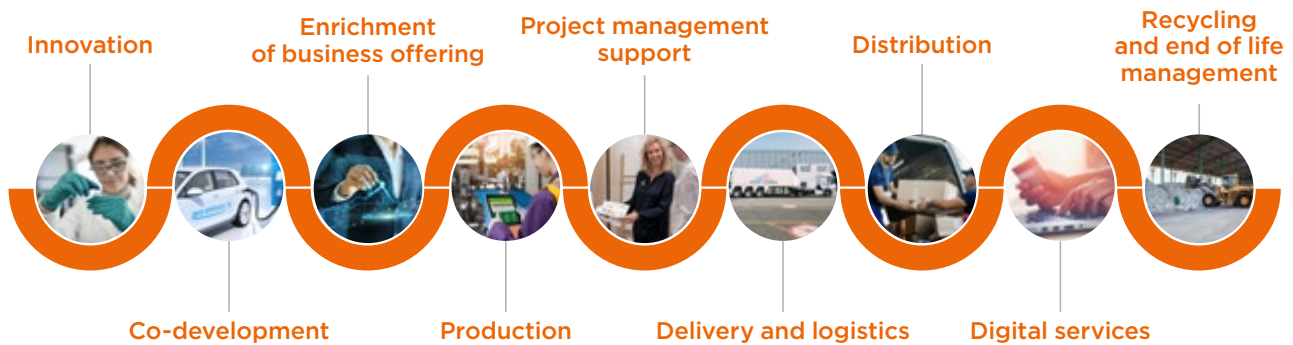 Innovation
Co-development
Enrichment
of business offering
Production
Project management
support
Delivery and logistics
Distribution
Digital services
Recycling
and end of life
management